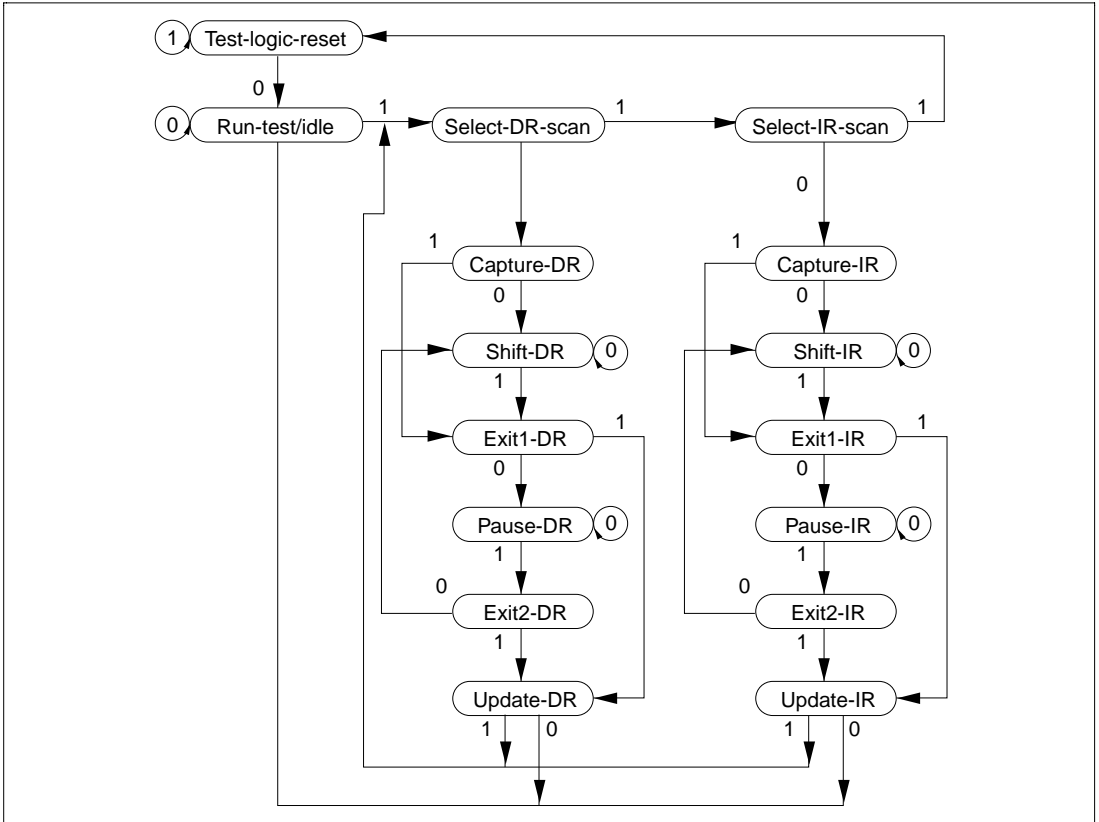 1 Test-logic-reset
0
0 Run-test/idle 1 Select-DR-scan 1 Select-IR-scan 1
0
1 1
Capture-DR Capture-IR
0 0
Shift-DR 0 Shift-IR 0
1 1
Exit1-DR 1 Exit1-IR 1
0 0
Pause-DR 0 Pause-IR 0
1 1
0 Exit2-DR 0 Exit2-IR
1 1
Update-DR Update-IR
1 0 1 0